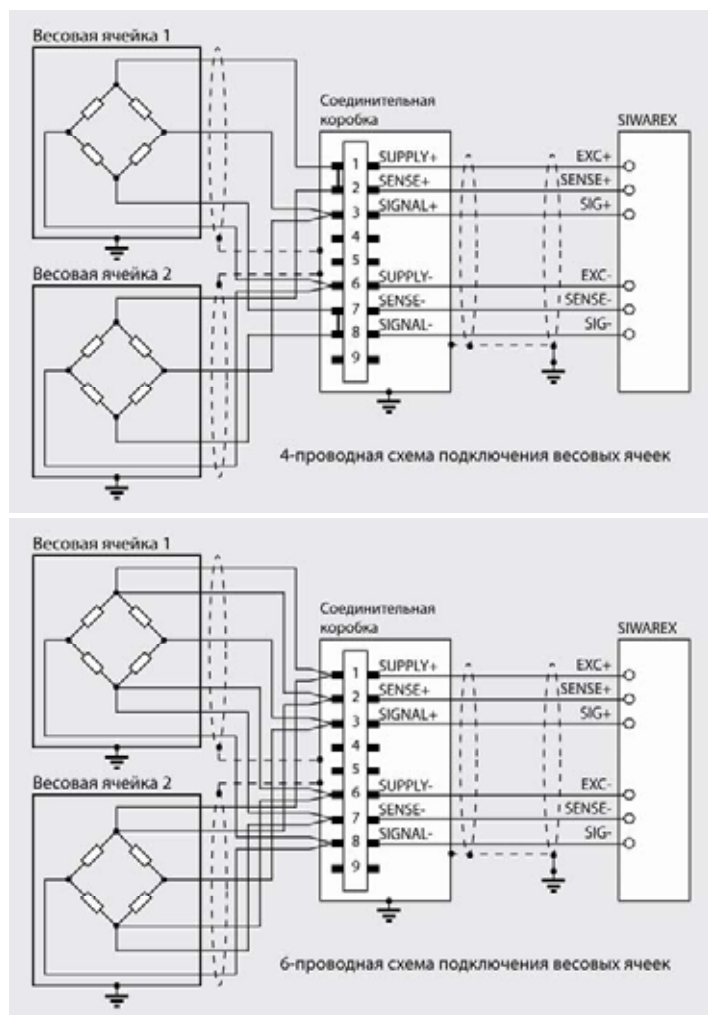 Весовая ячейка 1
Соединительная
коробка
SIWAREX
1
SUPPLY+
EXC+
2
SENSE+
SENSE+
3
SIGNAL+
SIG+
4
5
Весовая ячейка 2
6
SUPPLY-
EXC-
7
SENSE-
SENSE-
8
SIGNAL-
SIG-
9
4-проводная схема подключения весовых ячеек
Весовая ячейка 1
Соединительная
коробка
SIWAREX
1
SUPPLY+
EXC+
2
SENSE+
SENSE+
3
SIGNAL+
SIG+
4
5
Весовая ячейка 2
6
SUPPLY-
EXC-
7
SENSE-
SENSE-
8
SIGNAL-
SIG-
9
6-проводная схема подключения весовых ячеек